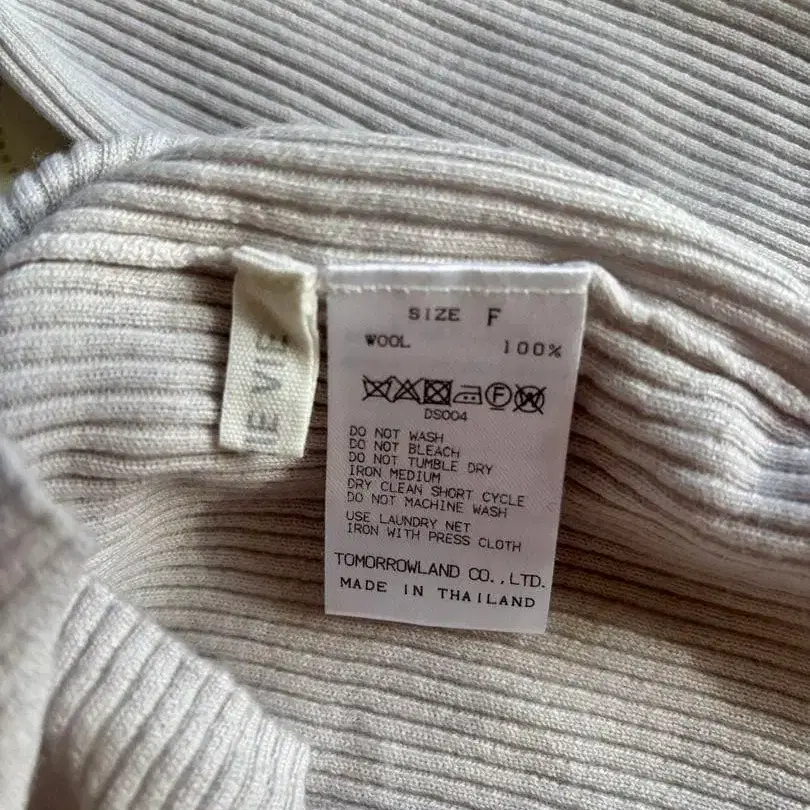 SIZE F
WOOL 100%
F W
DS004
DO NOT WASH
DO NOT BLEACH
DO NOT TUMBLE DRY
IRON MEDIUM
DRY CLEAN SHORT CYCLE
DO NOT MACHINE WASH
USE LAUNDRY NET
IRON WITH PRESS CLOTH
TOMORROWLAND CO.,LTD.
MADE IN THAILAND